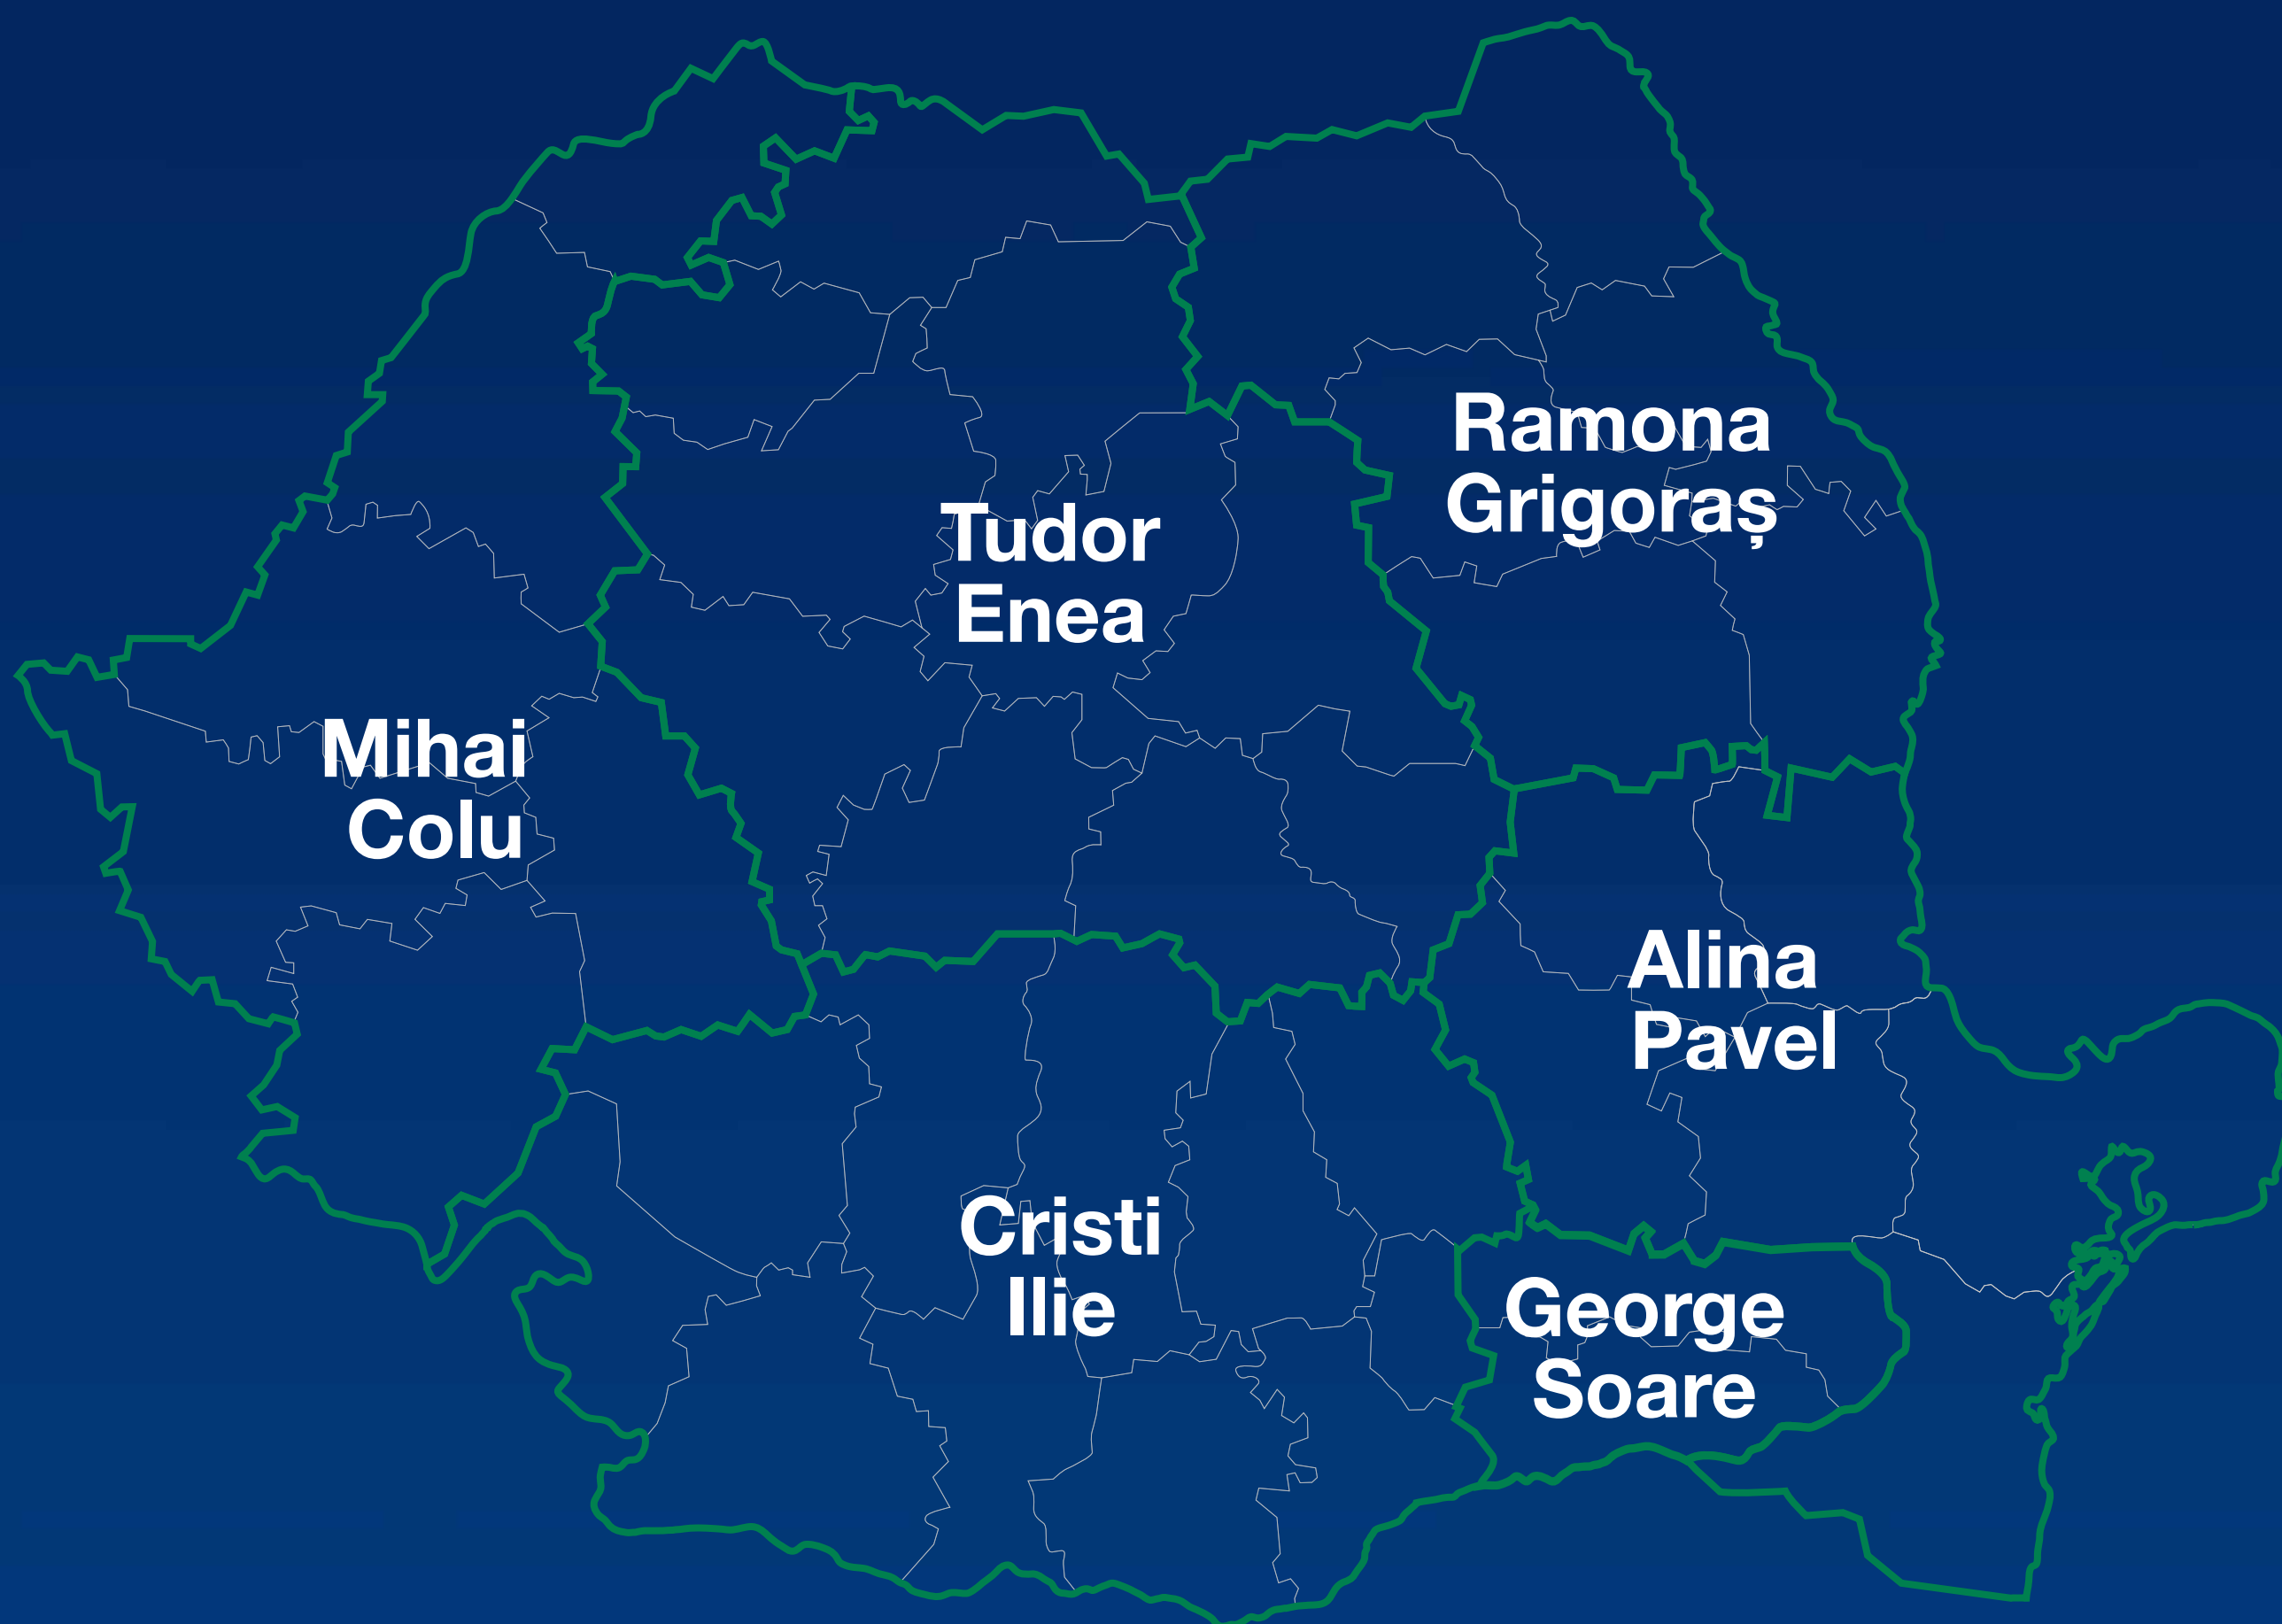 Ramona
Grigoraș
Tudor
Enea
Mihai
Colu
Alina
Pavel
Cristi
Ilie
George
Soare